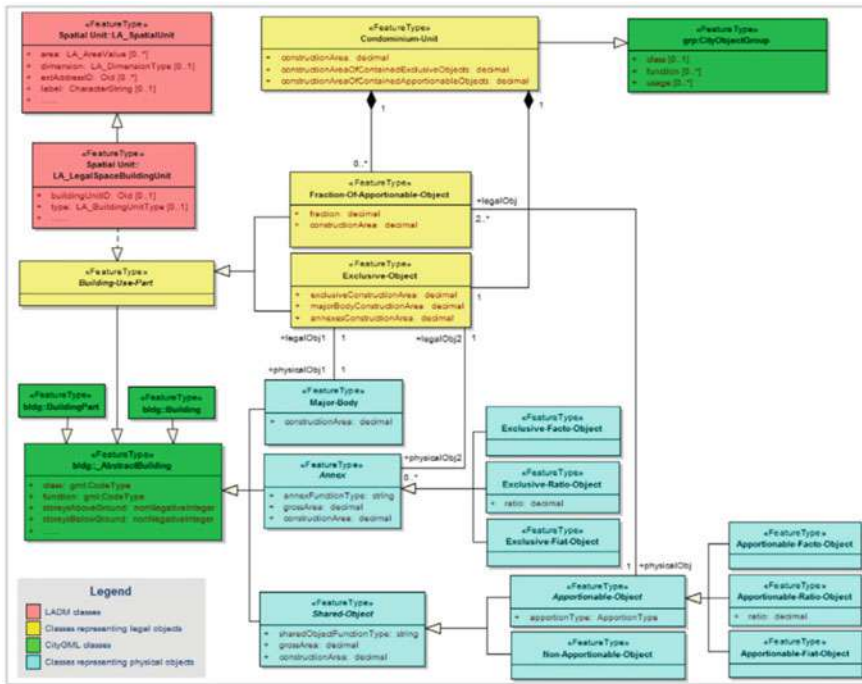 «FeatureType»
Spatial Unit::LA_SpatialUnit
+ area: LA_AreaValue [0..*]
+ dimension: LA_DimensionType [0..1]
+ extAddressID: Oid [0..*]
+ label: CharacterString [0..1]
+ ......
«FeatureType»
Condominium-Unit
+ constructionArea: decimal
+ constructionAreaOfContainedExclusiveObjects: decimal
+ constructionAreaOfContainedApportionableObjects: decimal
«FeatureType»
grp:CityObjectGroup
+ class [0..1]
+ function [0..*]
+ usage [0..*]
1
1
0..*
«FeatureType»
Spatial Unit::
LA_LegalSpaceBuildingUnit
+ buildingUnitID: Oid [0..1]
+ type: LA_BuildingUnitType [0..1]
+ ......
«FeatureType»
Fraction-Of-Apportionable-Object
+ fraction: decimal
+ constructionArea: decimal
+legalObj
2..*
«FeatureType»
Building-Use-Part
«FeatureType»
Exclusive-Object
+ exclusiveConstructionArea: decimal
+ majorBodyConstructionArea: decimal
+ annexesConstructionArea: decimal
1
+legalObj1
1
+legalObj2
1
+physicalObj1
1
«FeatureType»
bldg::BuildingPart
«FeatureType»
bldg::Building
«FeatureType»
Major-Body
+ constructionArea: decimal
«FeatureType»
bldg::_AbstractBuilding
+ class: gml:CodeType
+ function: gml:CodeType
+ storeysAboveGround: nonNegativeInteger
+ storeysBelowGround: nonNegativeInteger
+ ......
«FeatureType»
Annex
+ annexFunctionType: string
+ grossArea: decimal
+ constructionArea: decimal
+physicalObj2
0..*
«FeatureType»
Exclusive-Facto-Object
«FeatureType»
Exclusive-Ratio-Object
+ ratio: decimal
«FeatureType»
Exclusive-Fiat-Object
1
+physicalObj
«FeatureType»
Shared-Object
+ sharedObjectFunctionType: string
+ grossArea: decimal
+ constructionArea: decimal
«FeatureType»
Apportionable-Object
+ apportionType: ApportionType
«FeatureType»
Non-Apportionable-Object
«FeatureType»
Apportionable-Facto-Object
«FeatureType»
Apportionable-Ratio-Object
+ ratio: decimal
«FeatureType»
Apportionable-Fiat-Object
Legend
LADM classes
Classes representing legal objects
CityGML classes
Classes representing physical objects